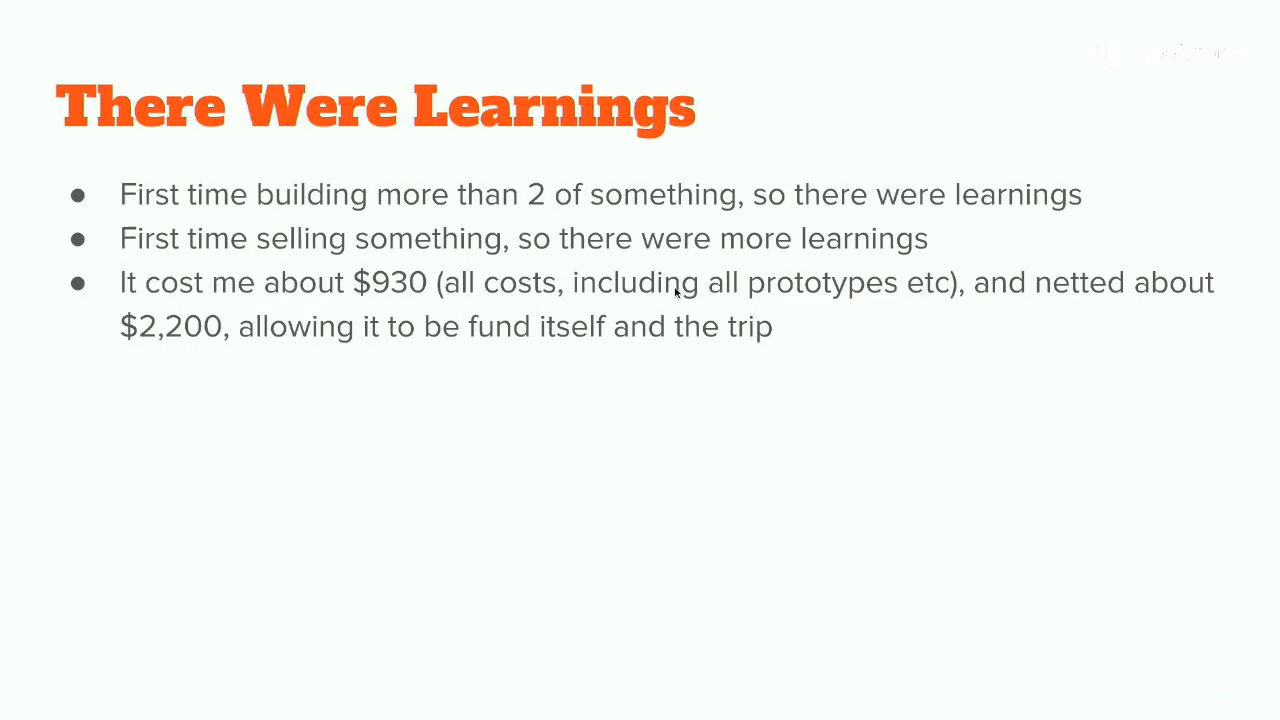 There Were Learnings
● First time building more than 2 of something, so there were learnings
● First time selling something, so there were more learnings
● It cost me about $930 (all costs, including all prototypes etc), and netted about
$2,200, allowing it to be fund itself and the trip